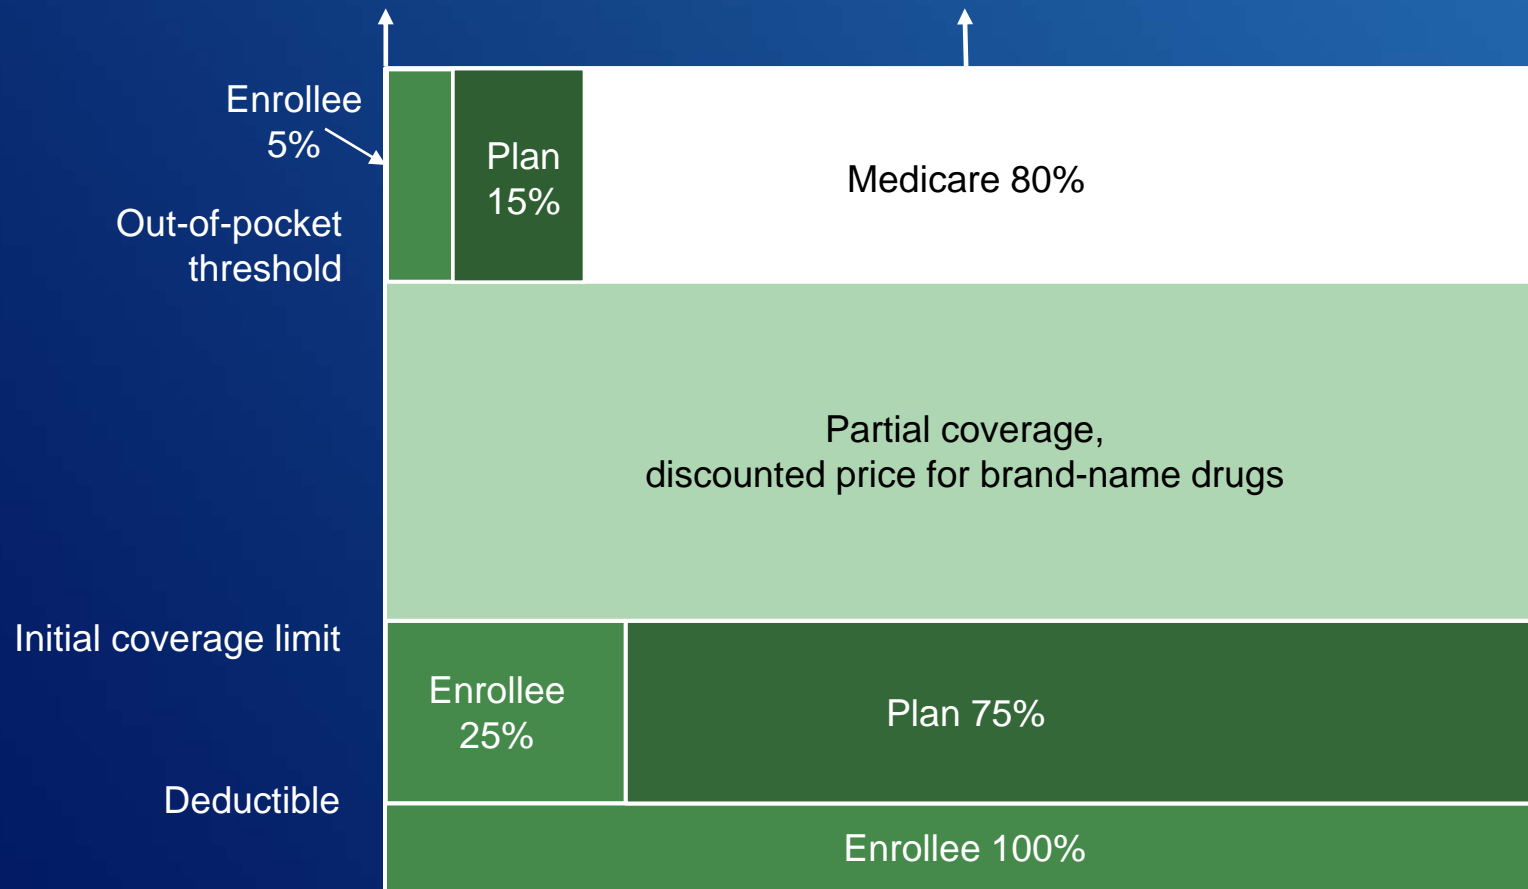 Enrollee
5%
Plan
15%
Medicare 80%
Out-of-pocket
threshold
Partial coverage,
discounted price for brand-name drugs
Initial coverage limit
Enrollee
25%
Plan 75%
Deductible
Enrollee 100%